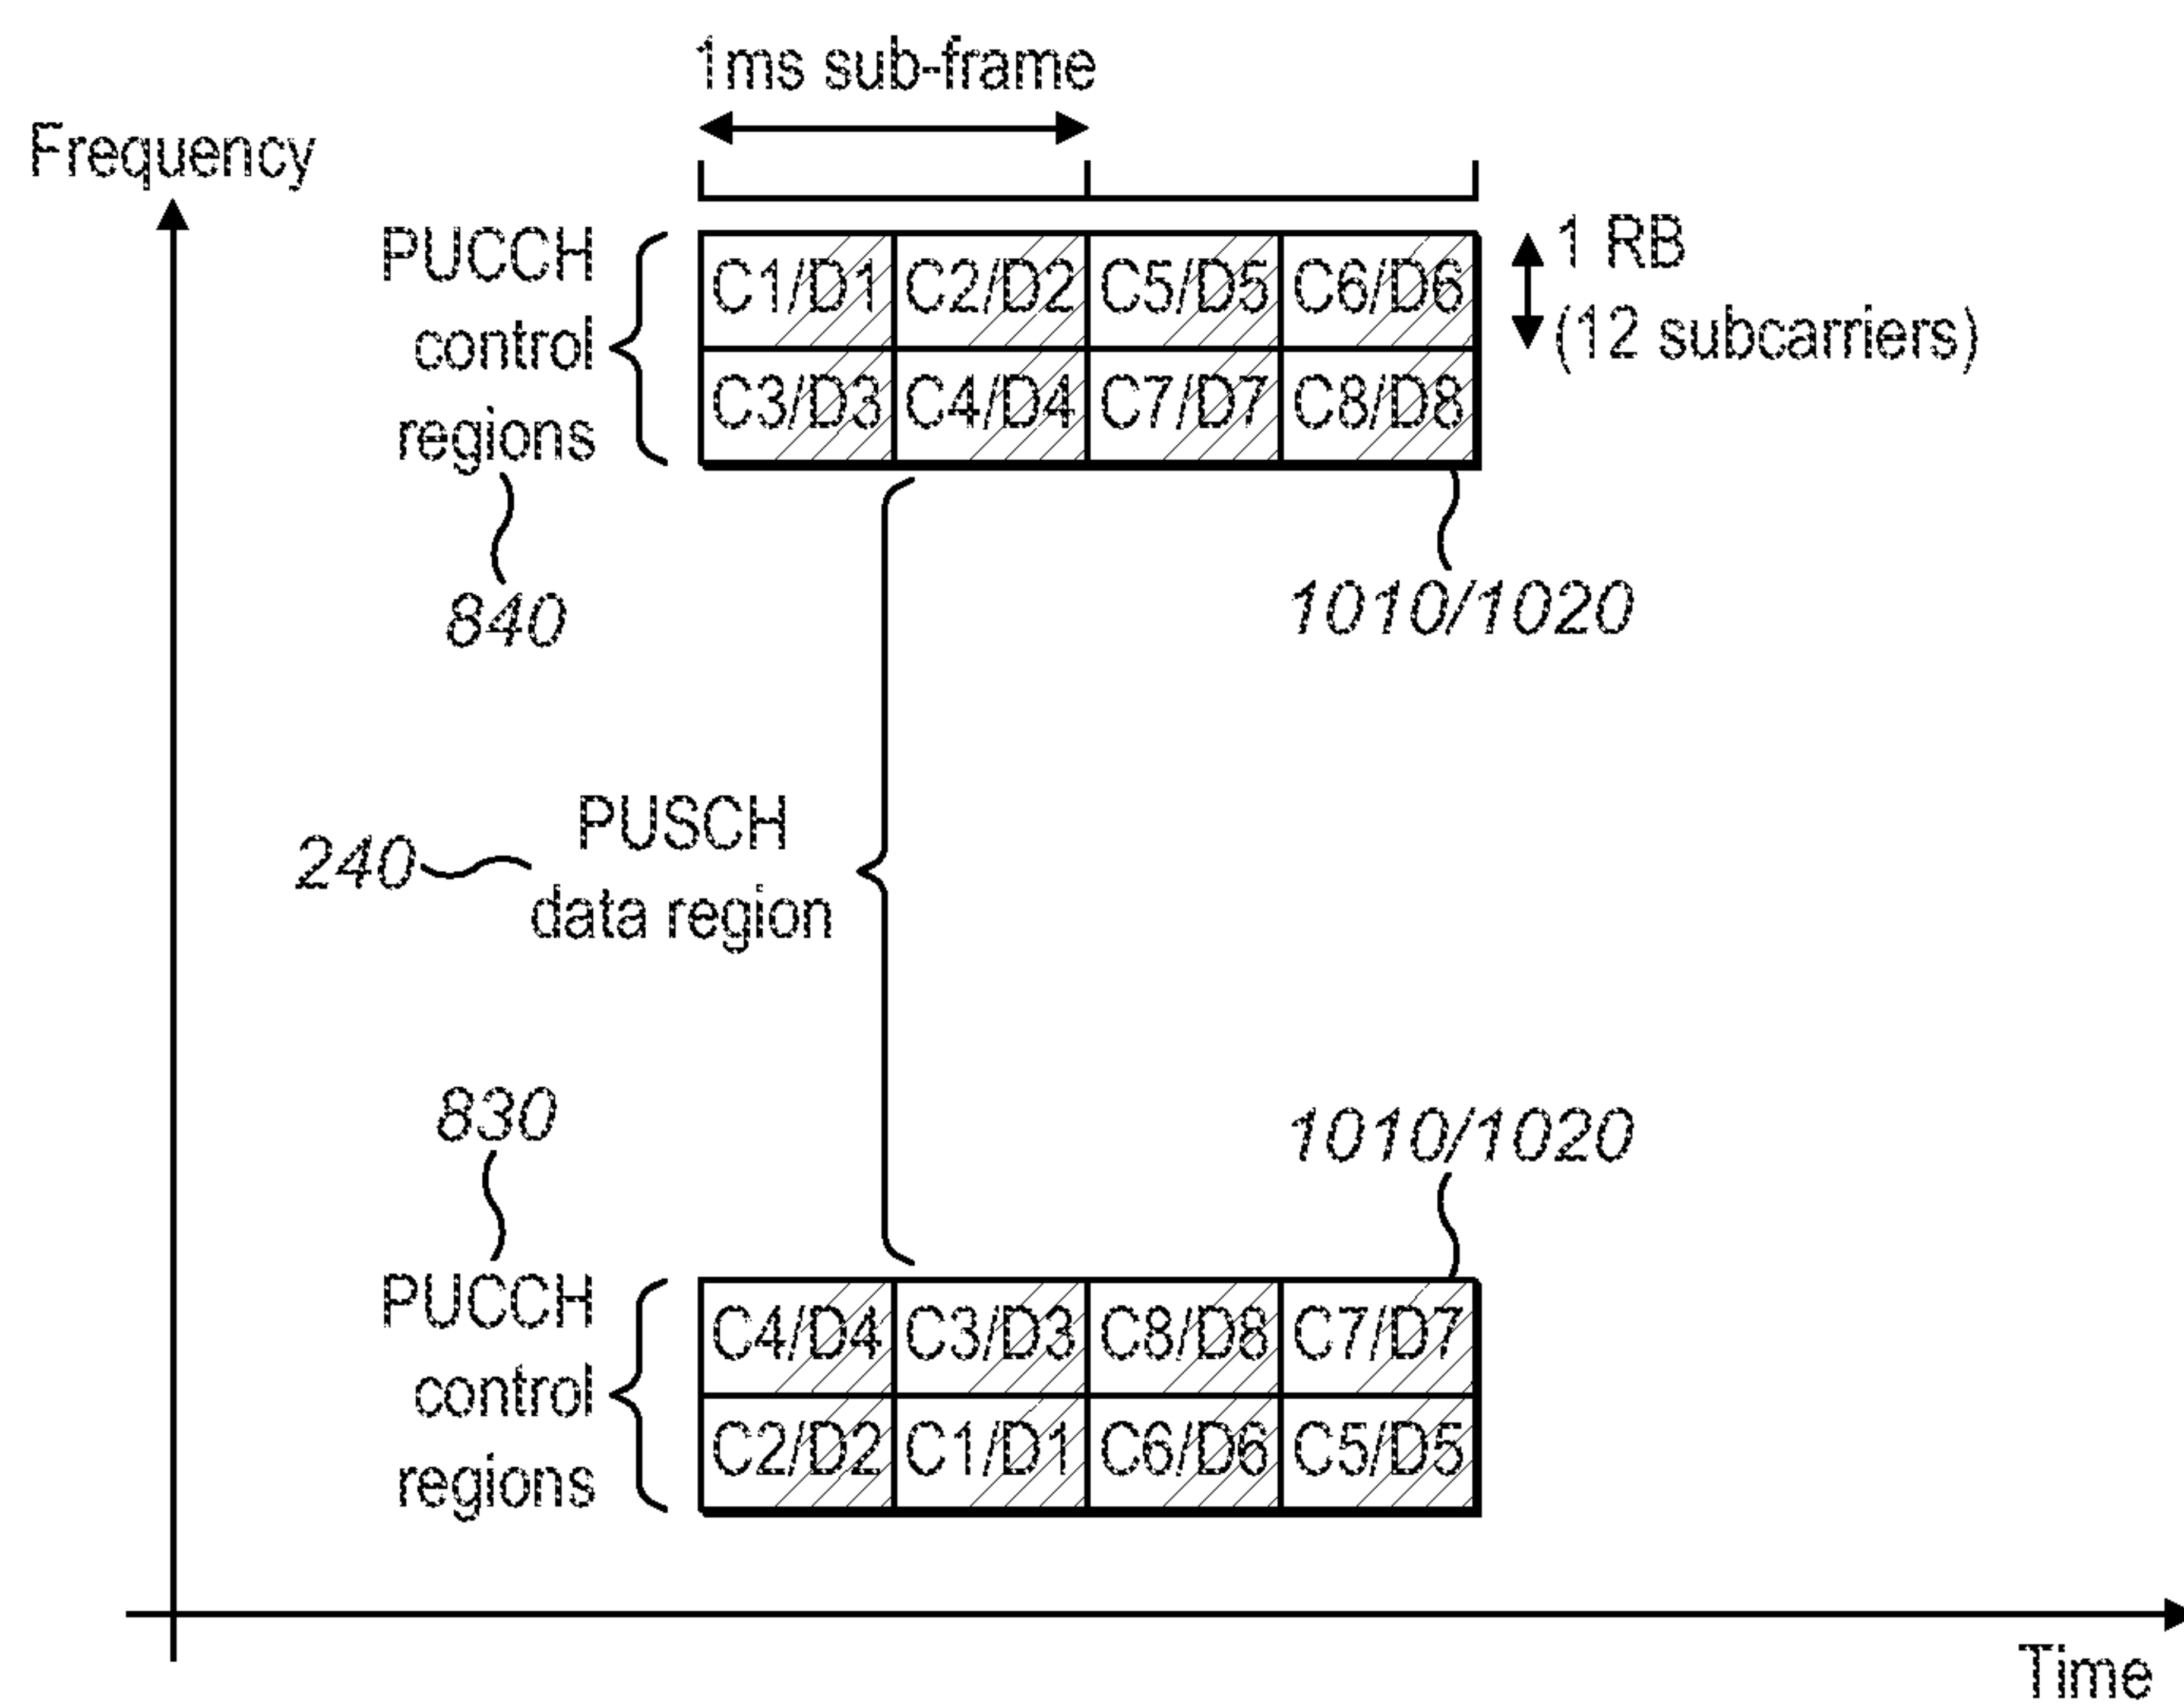 1ms sub-frame
Frequency
PUCCH
control
regions
840
C1/D1 C2/D2 C5/D5 C6/D6
C3/D3 C4/D4 C7/D7 C8/D8
1 RB
(12 subcarriers)
1010/1020
240
PUSCH
data region
830
PUCCH
control
regions
1010/1020
C4/D4 C3/D3 C8/D8 C7/D7
C2/D2 C1/D1 C6/D6 C5/D5
Time